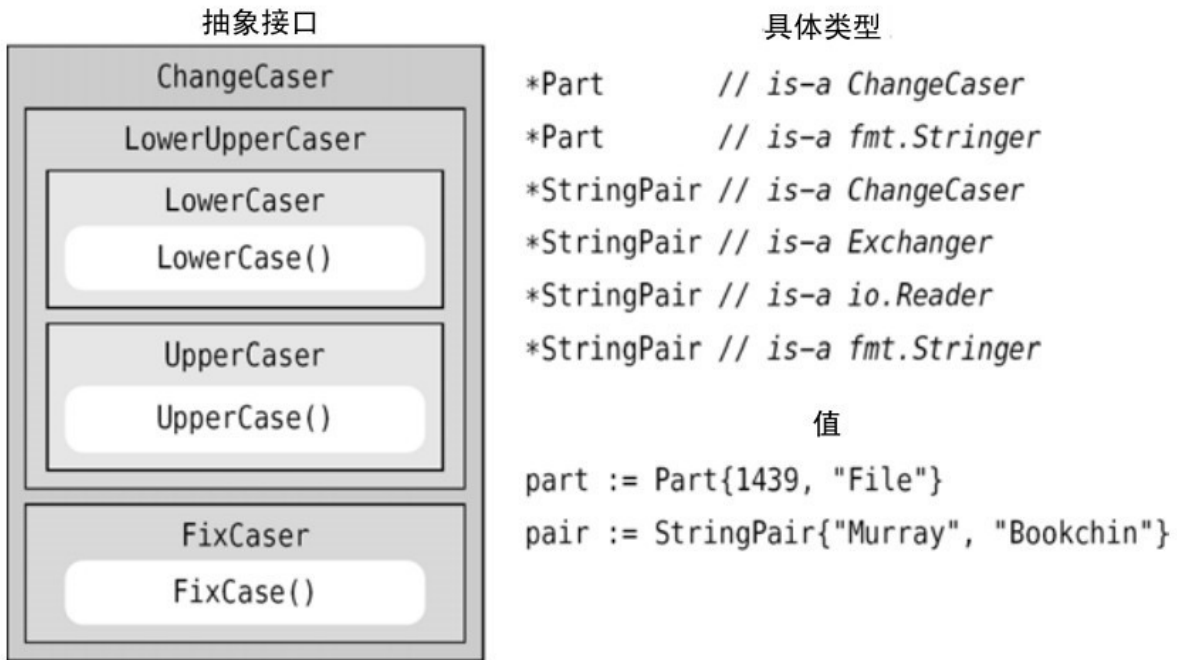 抽象接口
ChangeCaser
LowerUpperCaser
LowerCaser
LowerCase()
UpperCaser
UpperCase()
FixCaser
FixCase()
具体类型
*Part // is-a ChangeCaser
*Part // is-a fmt.Stringer
*StringPair // is-a ChangeCaser
*StringPair // is-a Exchanger
*StringPair // is-a io.Reader
*StringPair // is-a fmt.Stringer
值
part := Part{1439, "File"}
pair := StringPair{"Murray", "Bookchin"}